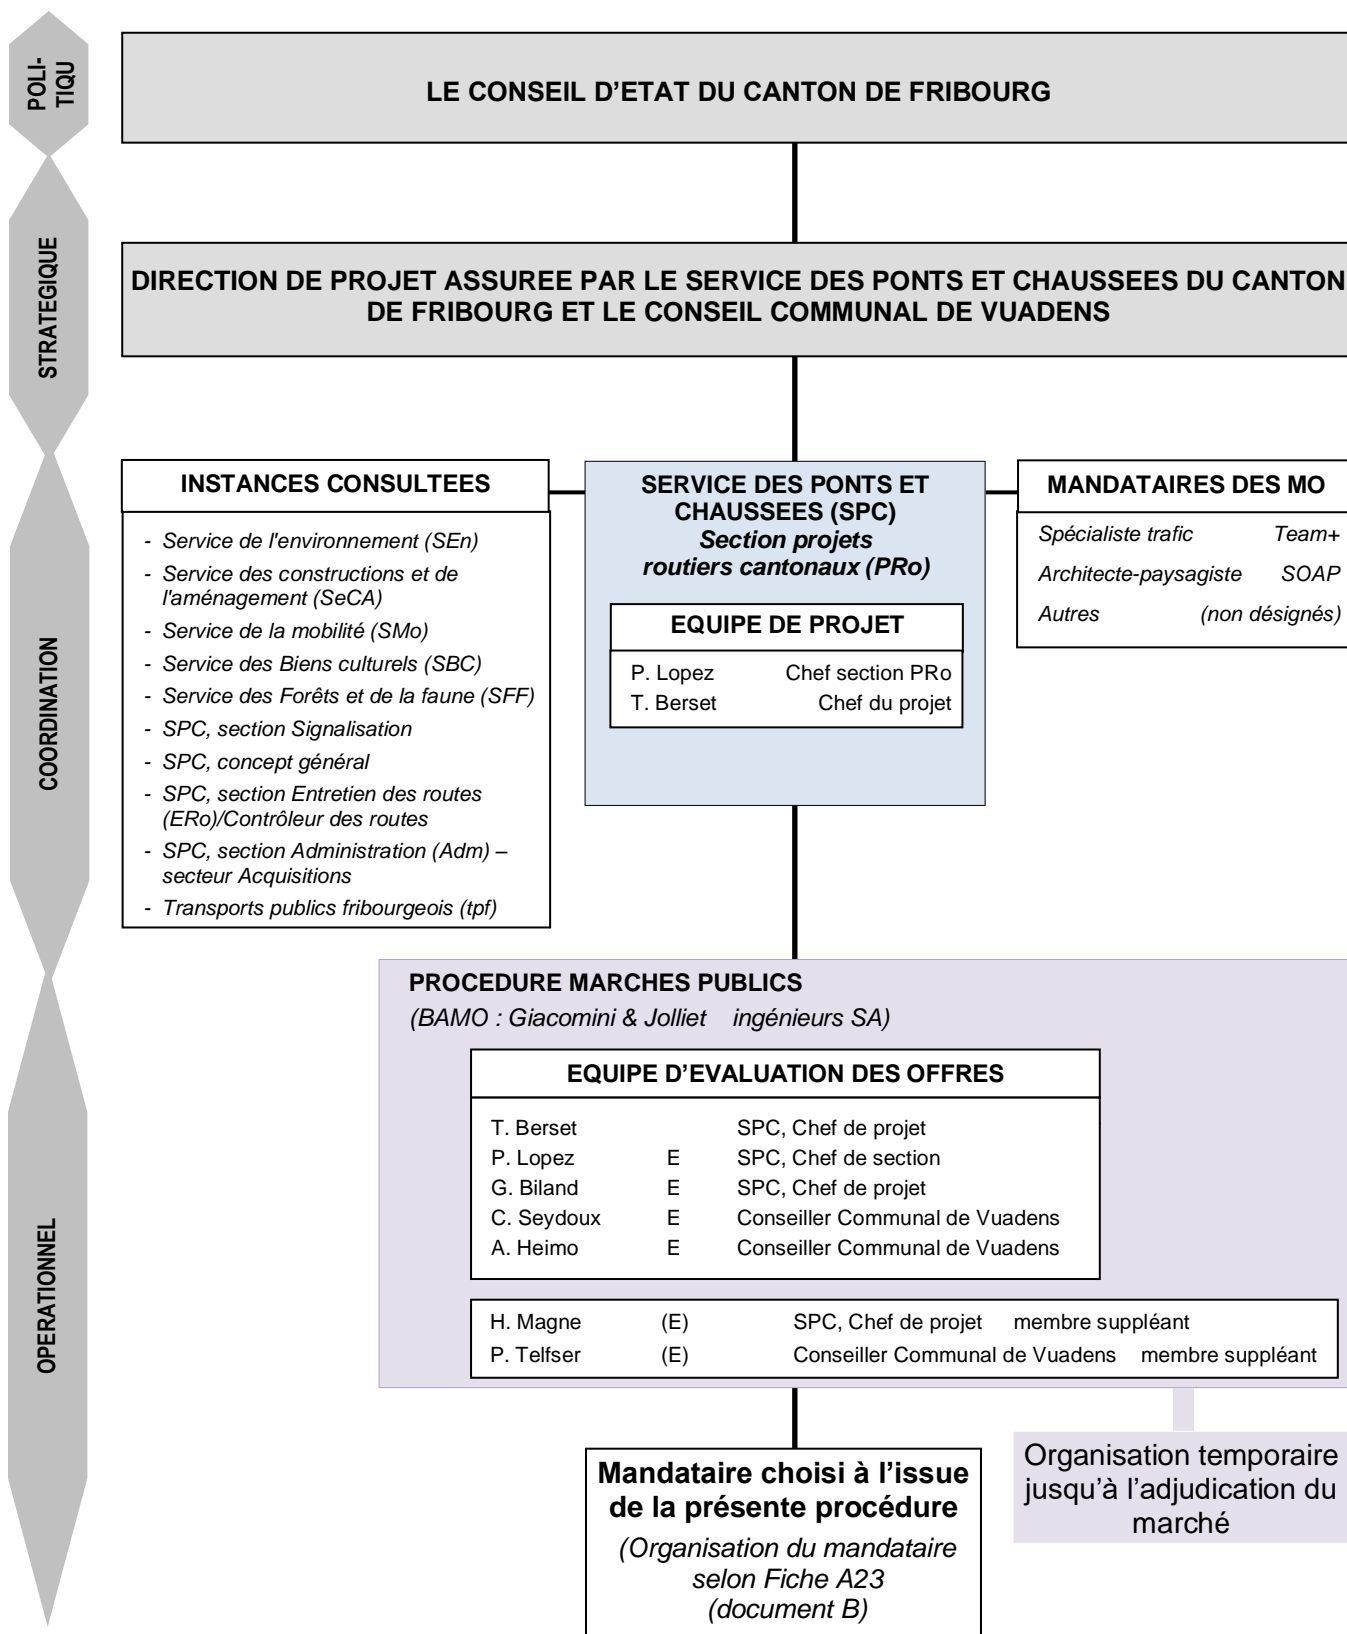 POLI-
TIQU
LE CONSEIL D'ETAT DU CANTON DE FRIBOURG
STRATEGIQUE
DIRECTION DE PROJET ASSUREE PAR LE SERVICE DES PONTS ET CHAUSSEES DU CANTON
DE FRIBOURG ET LE CONSEIL COMMUNAL DE VUADENS
COORDINATION
INSTANCES CONSULTEES
- Service de l'environnement (SEn)
- Service des constructions et de
l'aménagement (SeCA)
- Service de la mobilité (SMo)
- Service des Biens culturels (SBC)
- Service des Forêts et de la faune (SFF)
- SPC, section Signalisation
- SPC, concept général
- SPC, section Entretien des routes
(ERo)/Contrôleur des routes
- SPC, section Administration (Adm) –
secteur Acquisitions
- Transports publics fribourgeois (tpf)
SERVICE DES PONTS ET
CHAUSSEES (SPC)
Section projets
routiers cantonaux (PRo)
EQUIPE DE PROJET
P. Lopez Chef section PRo
T. Berset Chef du projet
MANDATAIRES DES MO
Spécialiste trafic Team+
Architecte-paysagiste SOAP
Autres (non désignés)
OPERATIONNEL
PROCEDURE MARCHES PUBLICS
(BAMO : Giacomini & Jolliet ingénieurs SA)
EQUIPE D'EVALUATION DES OFFRES
T. Berset SPC, Chef de projet
P. Lopez E SPC, Chef de section
G. Biland E SPC, Chef de projet
C. Seydoux E Conseiller Communal de Vuadens
A. Heimo E Conseiller Communal de Vuadens
H. Magne (E) SPC, Chef de projet membre suppléant
P. Telfser (E) Conseiller Communal de Vuadens membre suppléant
Mandataire choisi à l'issue
de la présente procédure
(Organisation du mandataire
selon Fiche A23
(document B)
Organisation temporaire
jusqu'à l'adjudication du
marché